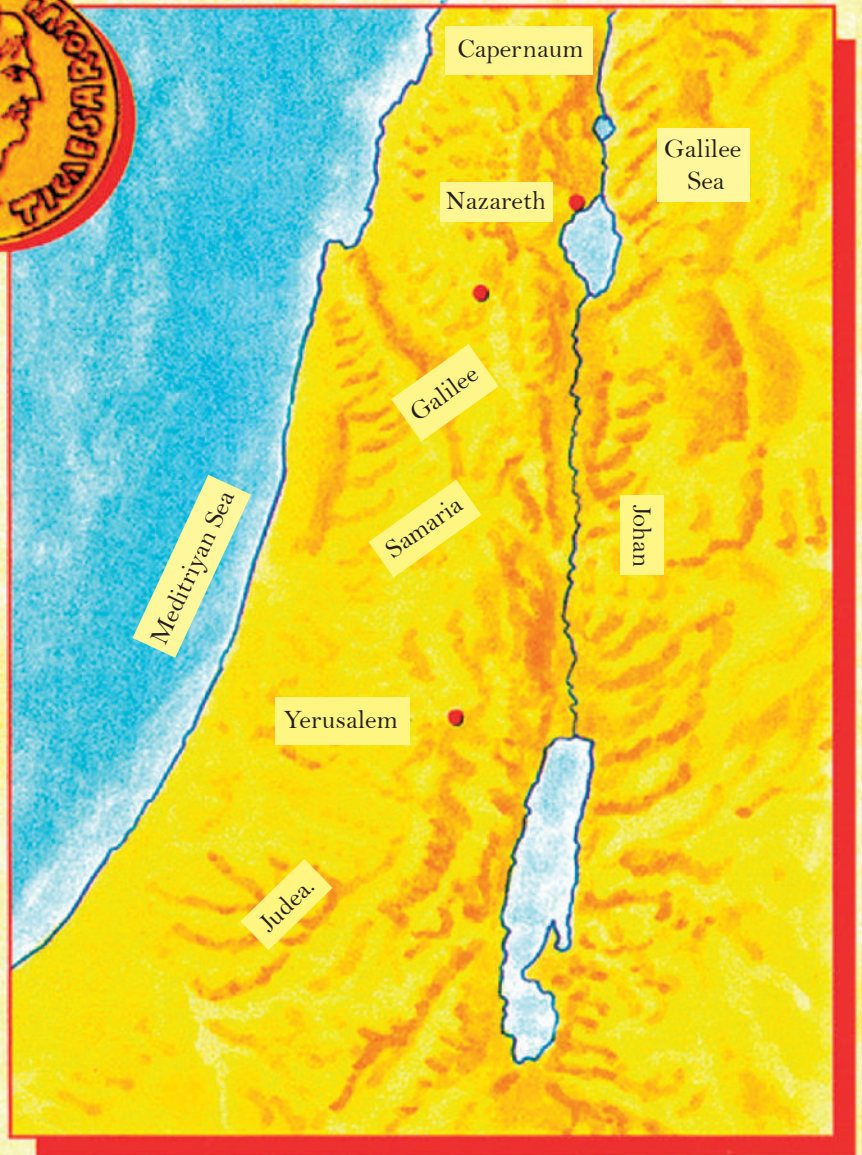 Capernaum
Galilee
Sea
Nazareth
Galilee
Samaria
Johan
Meditriyan Sea
Yerusalem
Judea.